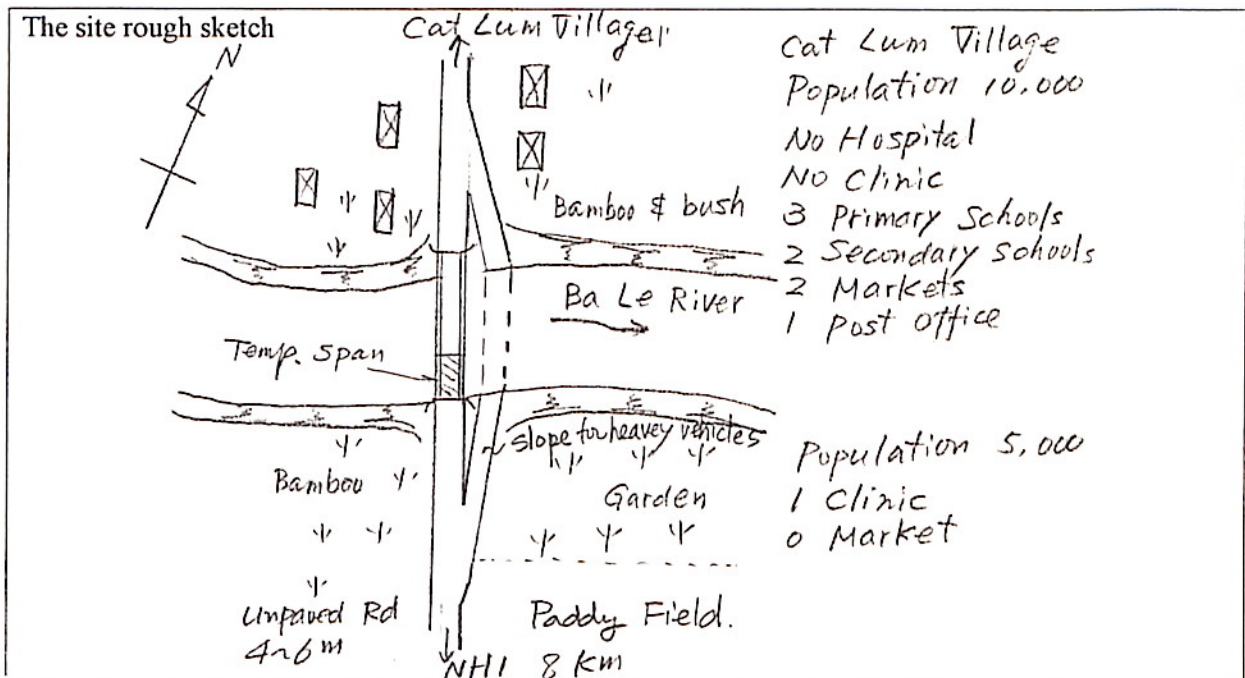 The site rough sketch
Cat Lum Village
N
Cat Lum Village
Population 10,000
No Hospital
No Clinic
3 Primary Schools
2 Secondary Schools
2 Markets
1 Post Office
Bamboo & bush
Ba Le River
Temp. Span
slope for heavey vehicles
Bamboo
Garden
Population 5,000
1 Clinic
0 Market
Unpaved Rd
4~6m
Paddy Field.
NH1 8 km